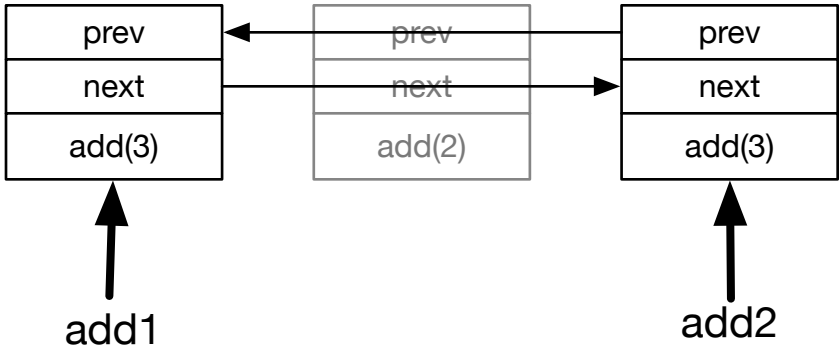 prev
next
add(3)
prev
next
add(2)
prev
next
add(3)
add1
add2